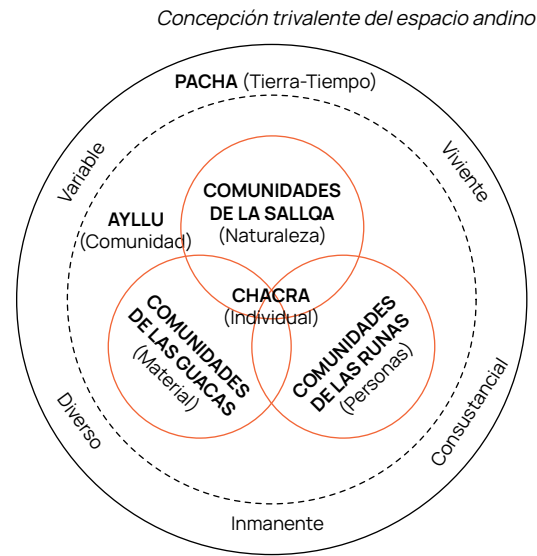 Concepción trivalente del espacio andino
PACHA (Tierra-Tiempo)
Variable
Viviente
COMUNIDADES
DE LA SALLQA
(Naturaleza)
AYLLU
(Comunidad)
CHACRA
(Individual)
COMUNIDADES
DE LAS GUACAS
(Material)
COMUNIDADES
DE LAS RUNAS
(Personas)
Diverso
Consustancial
Inmanente